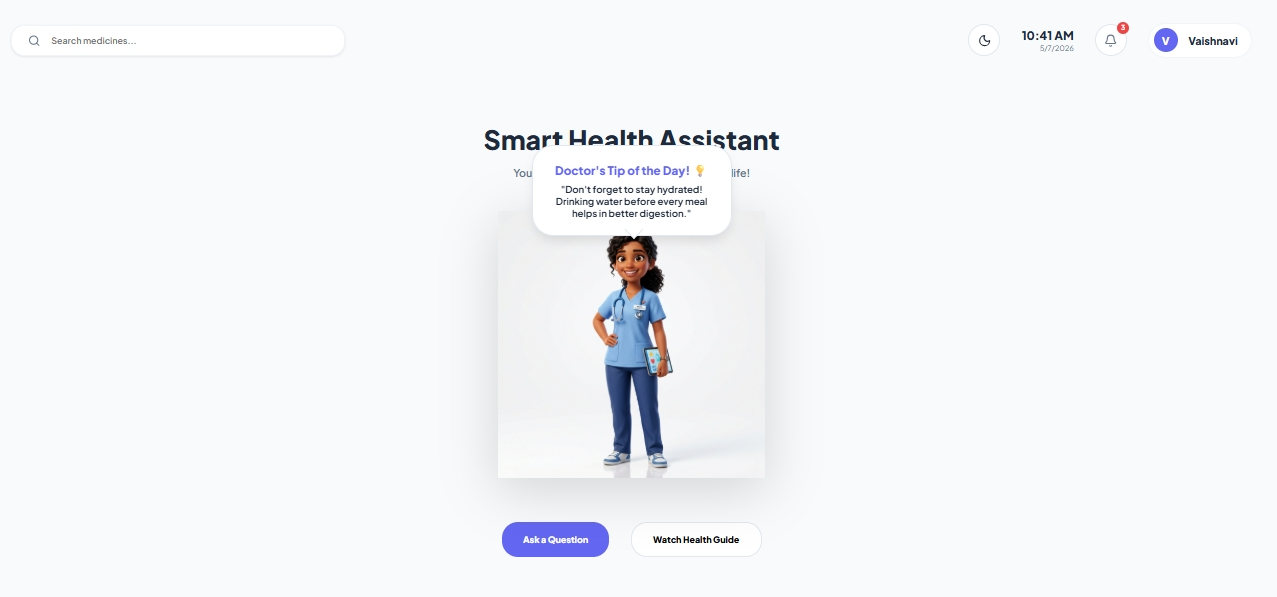 Search medicines...
10:41 AM
5/7/2026
3
V
Vaishnavi
Smart Health Assistant
You
life!
Doctor's Tip of the Day! 💡
"Don't forget to stay hydrated!
Drinking water before every meal
helps in better digestion."
Ask a Question
Watch Health Guide